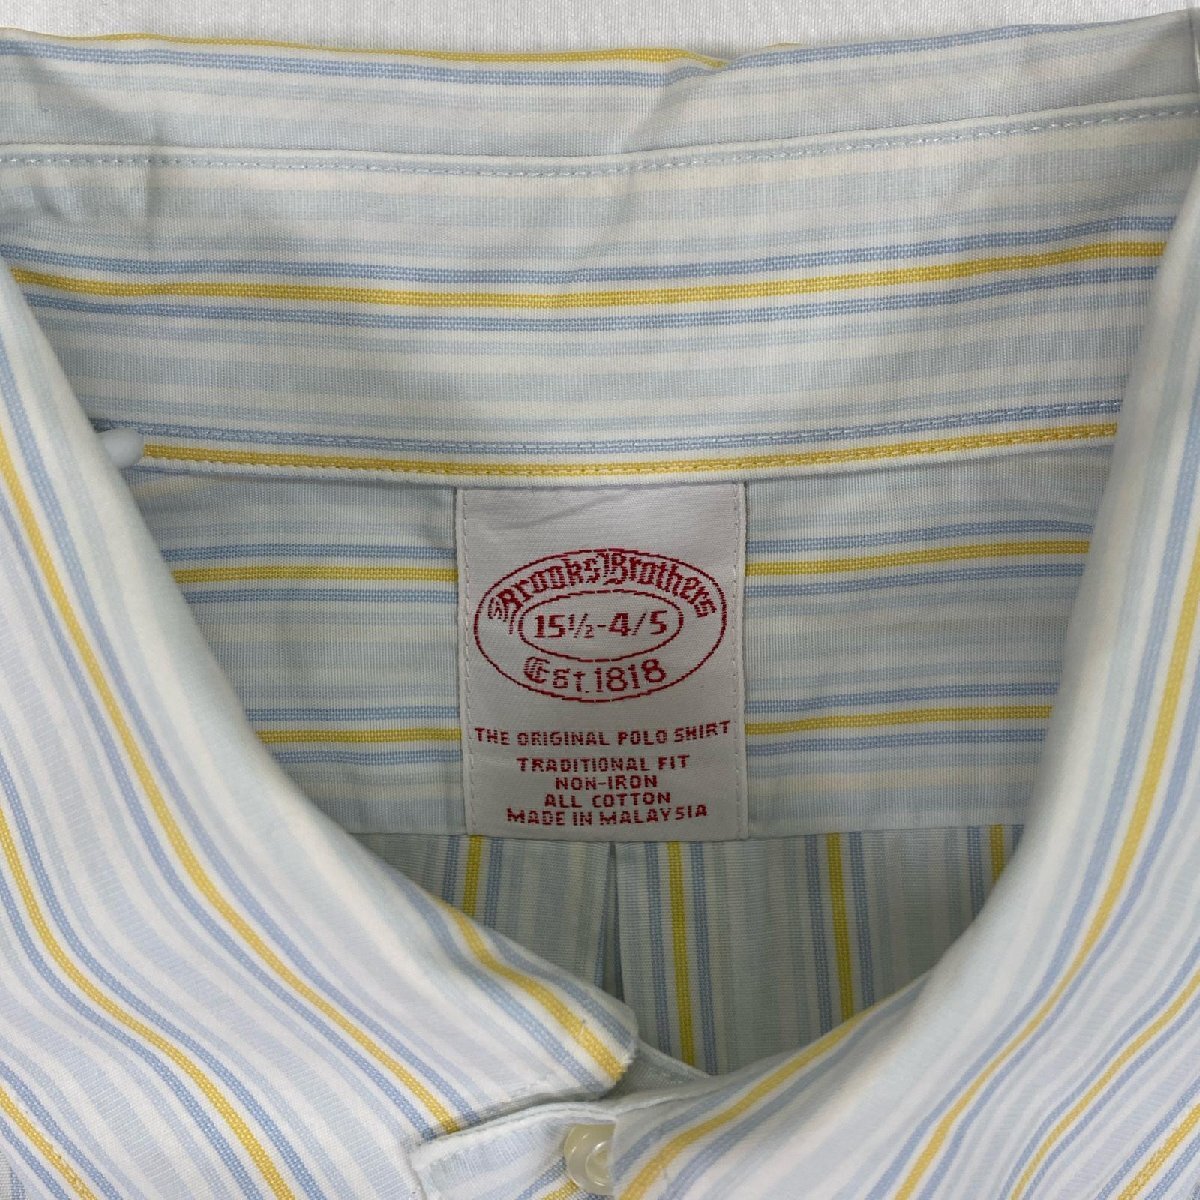 Brooks Brothers
15½-4/5
Est. 1818
THE ORIGINAL POLO SHIRT
TRADITIONAL FIT
NON-IRON
ALL COTTON
MADE IN MALAYSIA